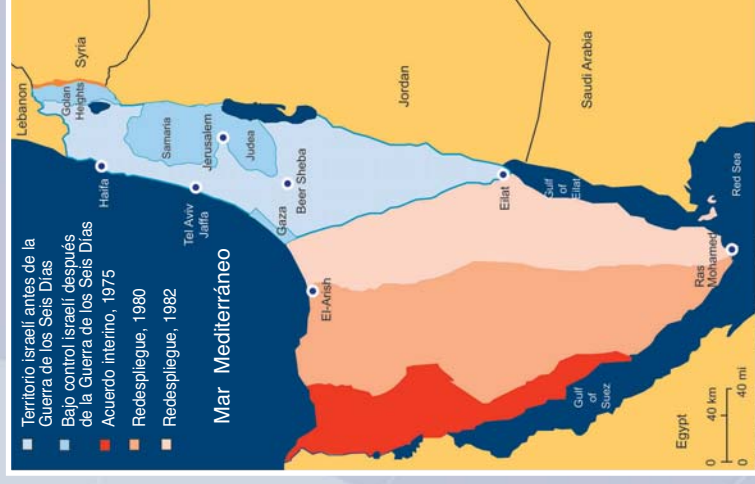 Territorio israelí antes de la
Guerra de los Seis Días
Bajo control israelí después
de la Guerra de los Seis Días
Acuerdo interino, 1975
Redespliegue, 1980
Redespliegue, 1982
Mar Mediterráneo
Lebanon
Syria
Golan
Heights
Haifa
Samaria
Tel Aviv
Jaffa
Jerusalem
Judea
Gaza
Beer Sheba
Jordan
El-Arish
Eilat
Gulf
of
Eilat
Saudi Arabia
Gulf
of
Suez
Egypt
Ras
Mohamed
Red Sea
0 40 km
0 40 mi